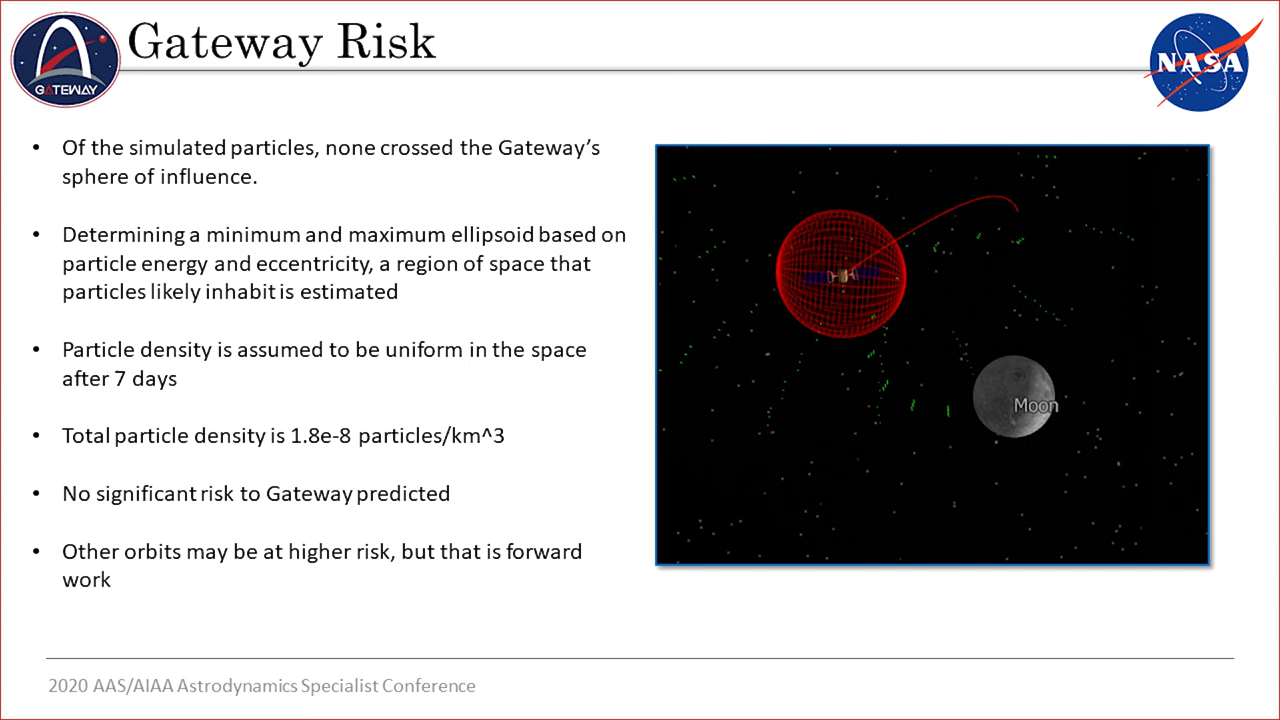 GATEWAY
Gateway Risk
NASA
• Of the simulated particles, none crossed the Gateway’s
sphere of influence.
• Determining a minimum and maximum ellipsoid based on
particle energy and eccentricity, a region of space that
particles likely inhabit is estimated
• Particle density is assumed to be uniform in the space
after 7 days
• Total particle density is 1.8e-8 particles/km^3
• No significant risk to Gateway predicted
• Other orbits may be at higher risk, but that is forward
work
Moon
2020 AAS/AIAA Astrodynamics Specialist Conference